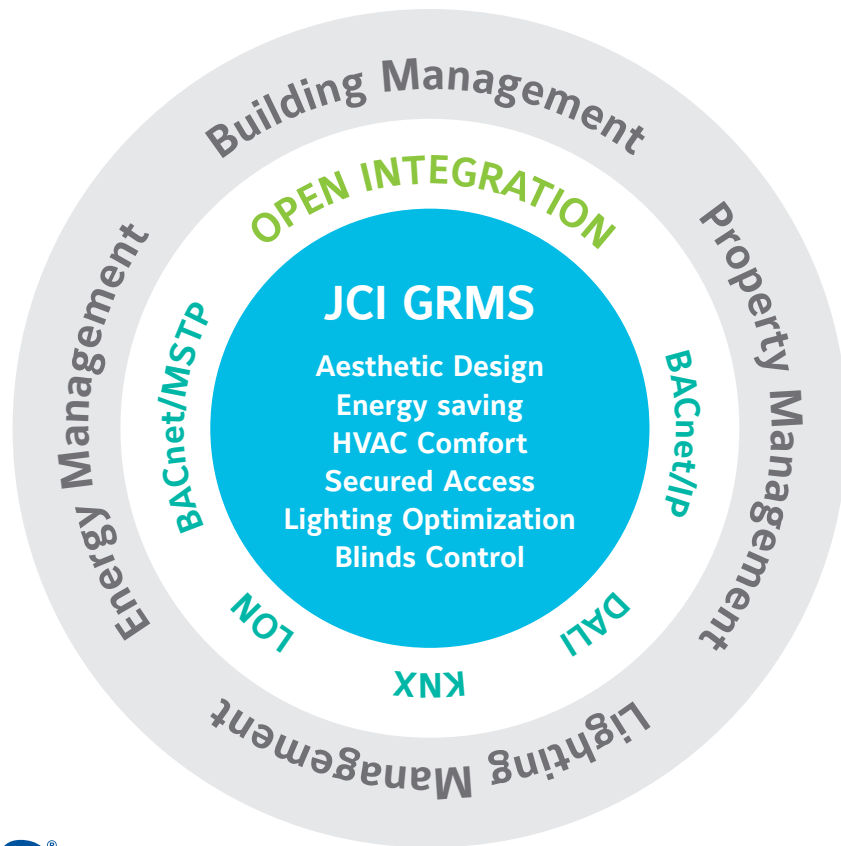 Building Management
Property Management
Lighting Management
Energy Management
OPEN INTEGRATION
BACnet/IP
DALI
KNX
LON
BACnet/MSTP
JCI GRMS
Aesthetic Design
Energy saving
HVAC Comfort
Secured Access
Lighting Optimization
Blinds Control
®